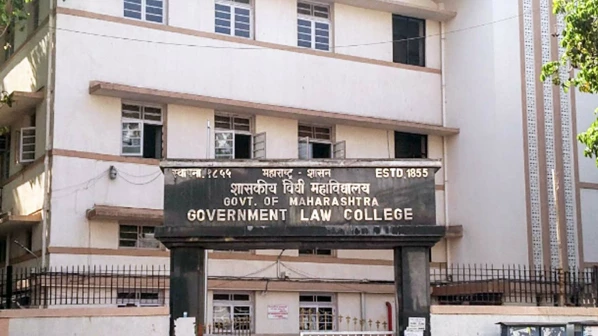 स्थापना.१८५५ महाराष्ट्र - शासन ESTD.1855
शासकीय विधी महाविद्यालय
GOVT. OF MAHARASHTRA
GOVERNMENT LAW COLLEGE